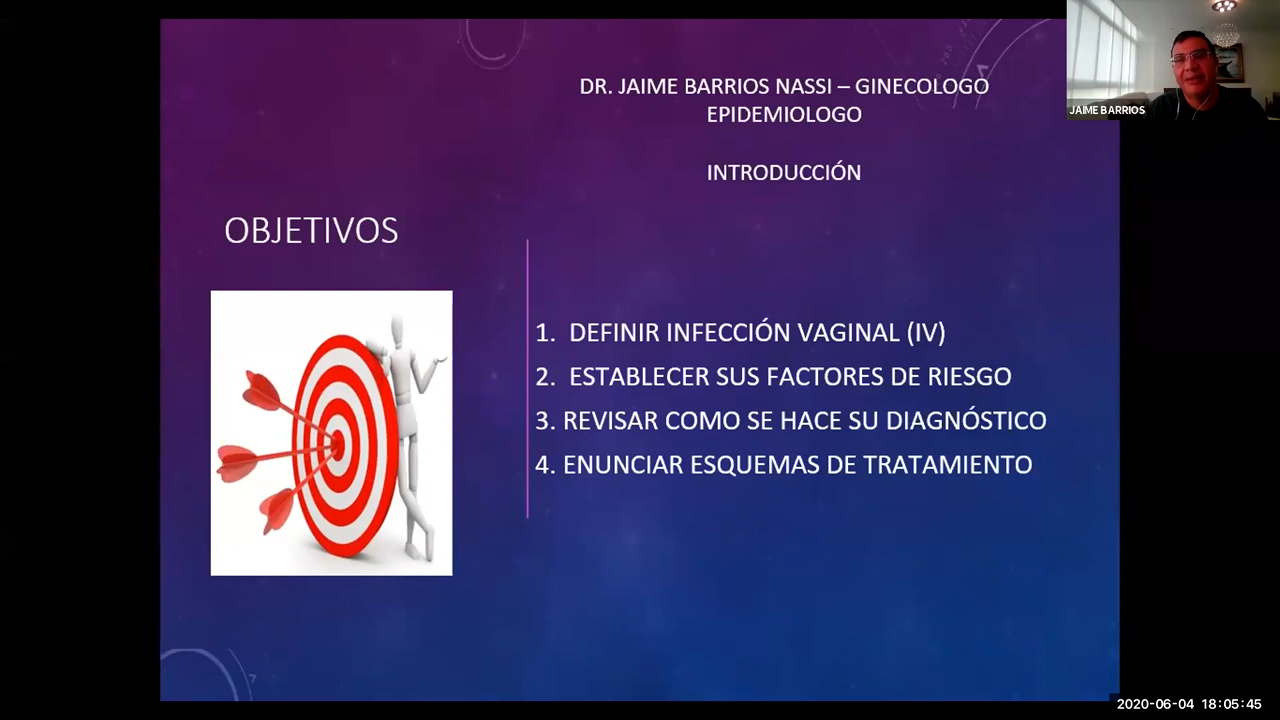 DR. JAIME BARRIOS NASSI – GINECOLOGO
EPIDEMIOLOGO
INTRODUCCIÓN
JAIME BARRIOS
OBJETIVOS
1. DEFINIR INFECCIÓN VAGINAL (IV)
2. ESTABLECER SUS FACTORES DE RIESGO
3. REVISAR COMO SE HACE SU DIAGNÓSTICO
4. ENUNCIAR ESQUEMAS DE TRATAMIENTO
2020-06-04 18:05:45